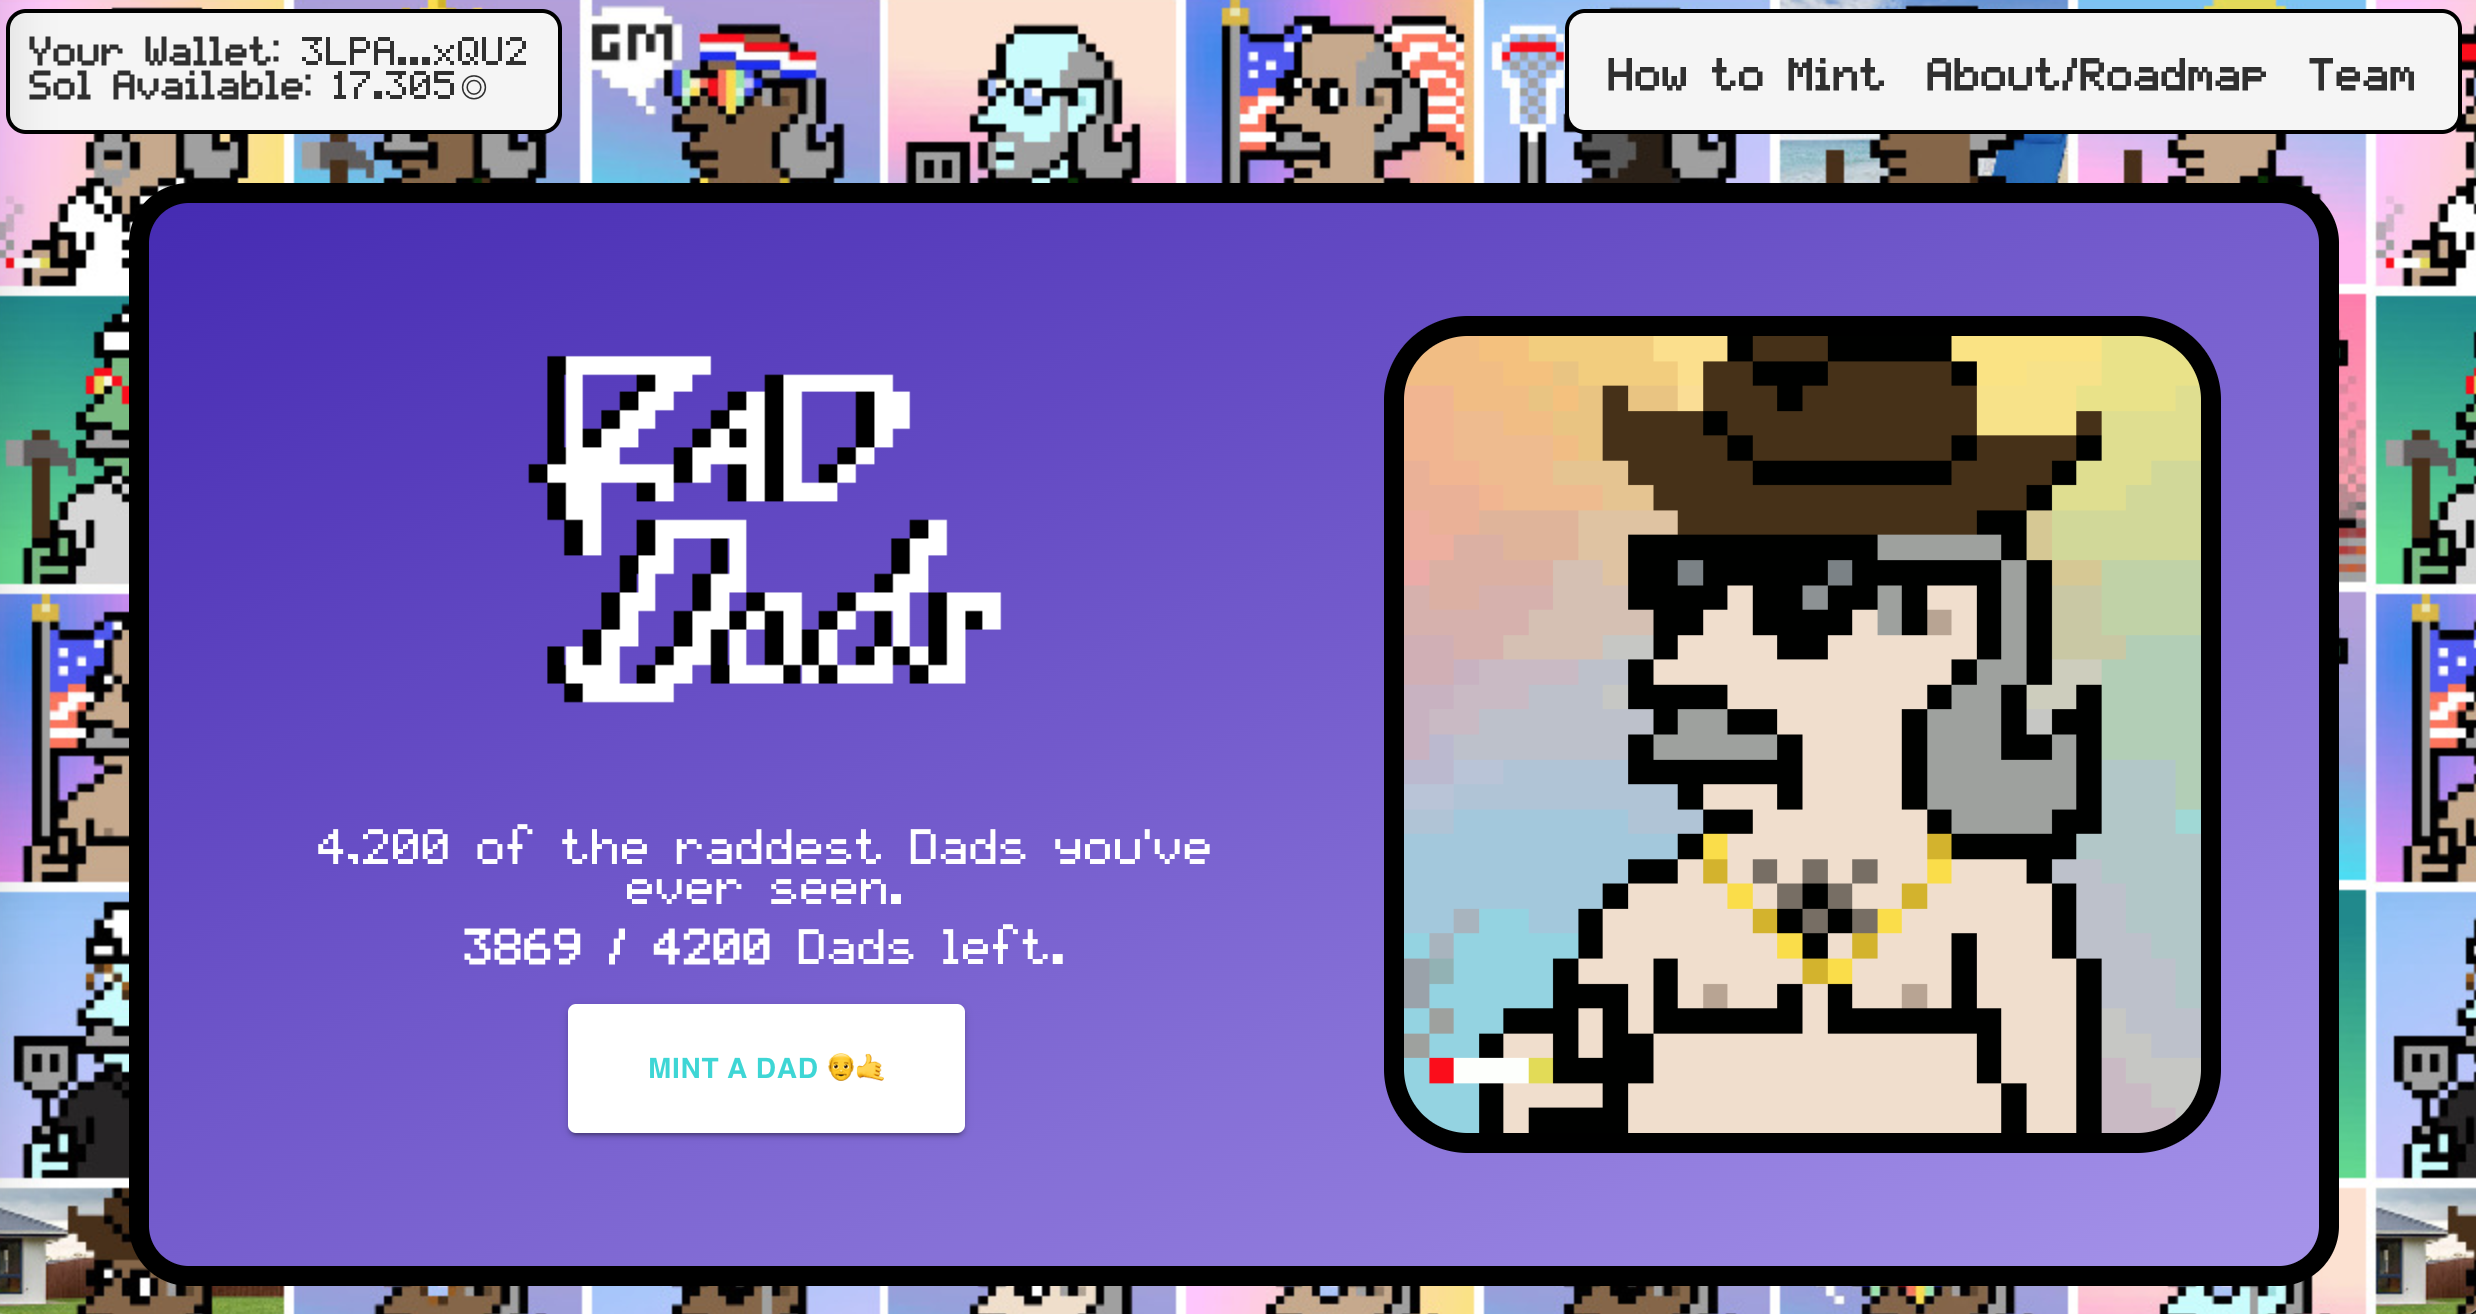 Your Wallet: 3LPA...xQU2
Sol Available: 17.305◎
GM
How to Mint About/Roadmap Team
RAD
Dads
4,200 of the raddest Dads you've
ever seen.
3869 / 4200 Dads left.
MINT A DAD 👴🤙